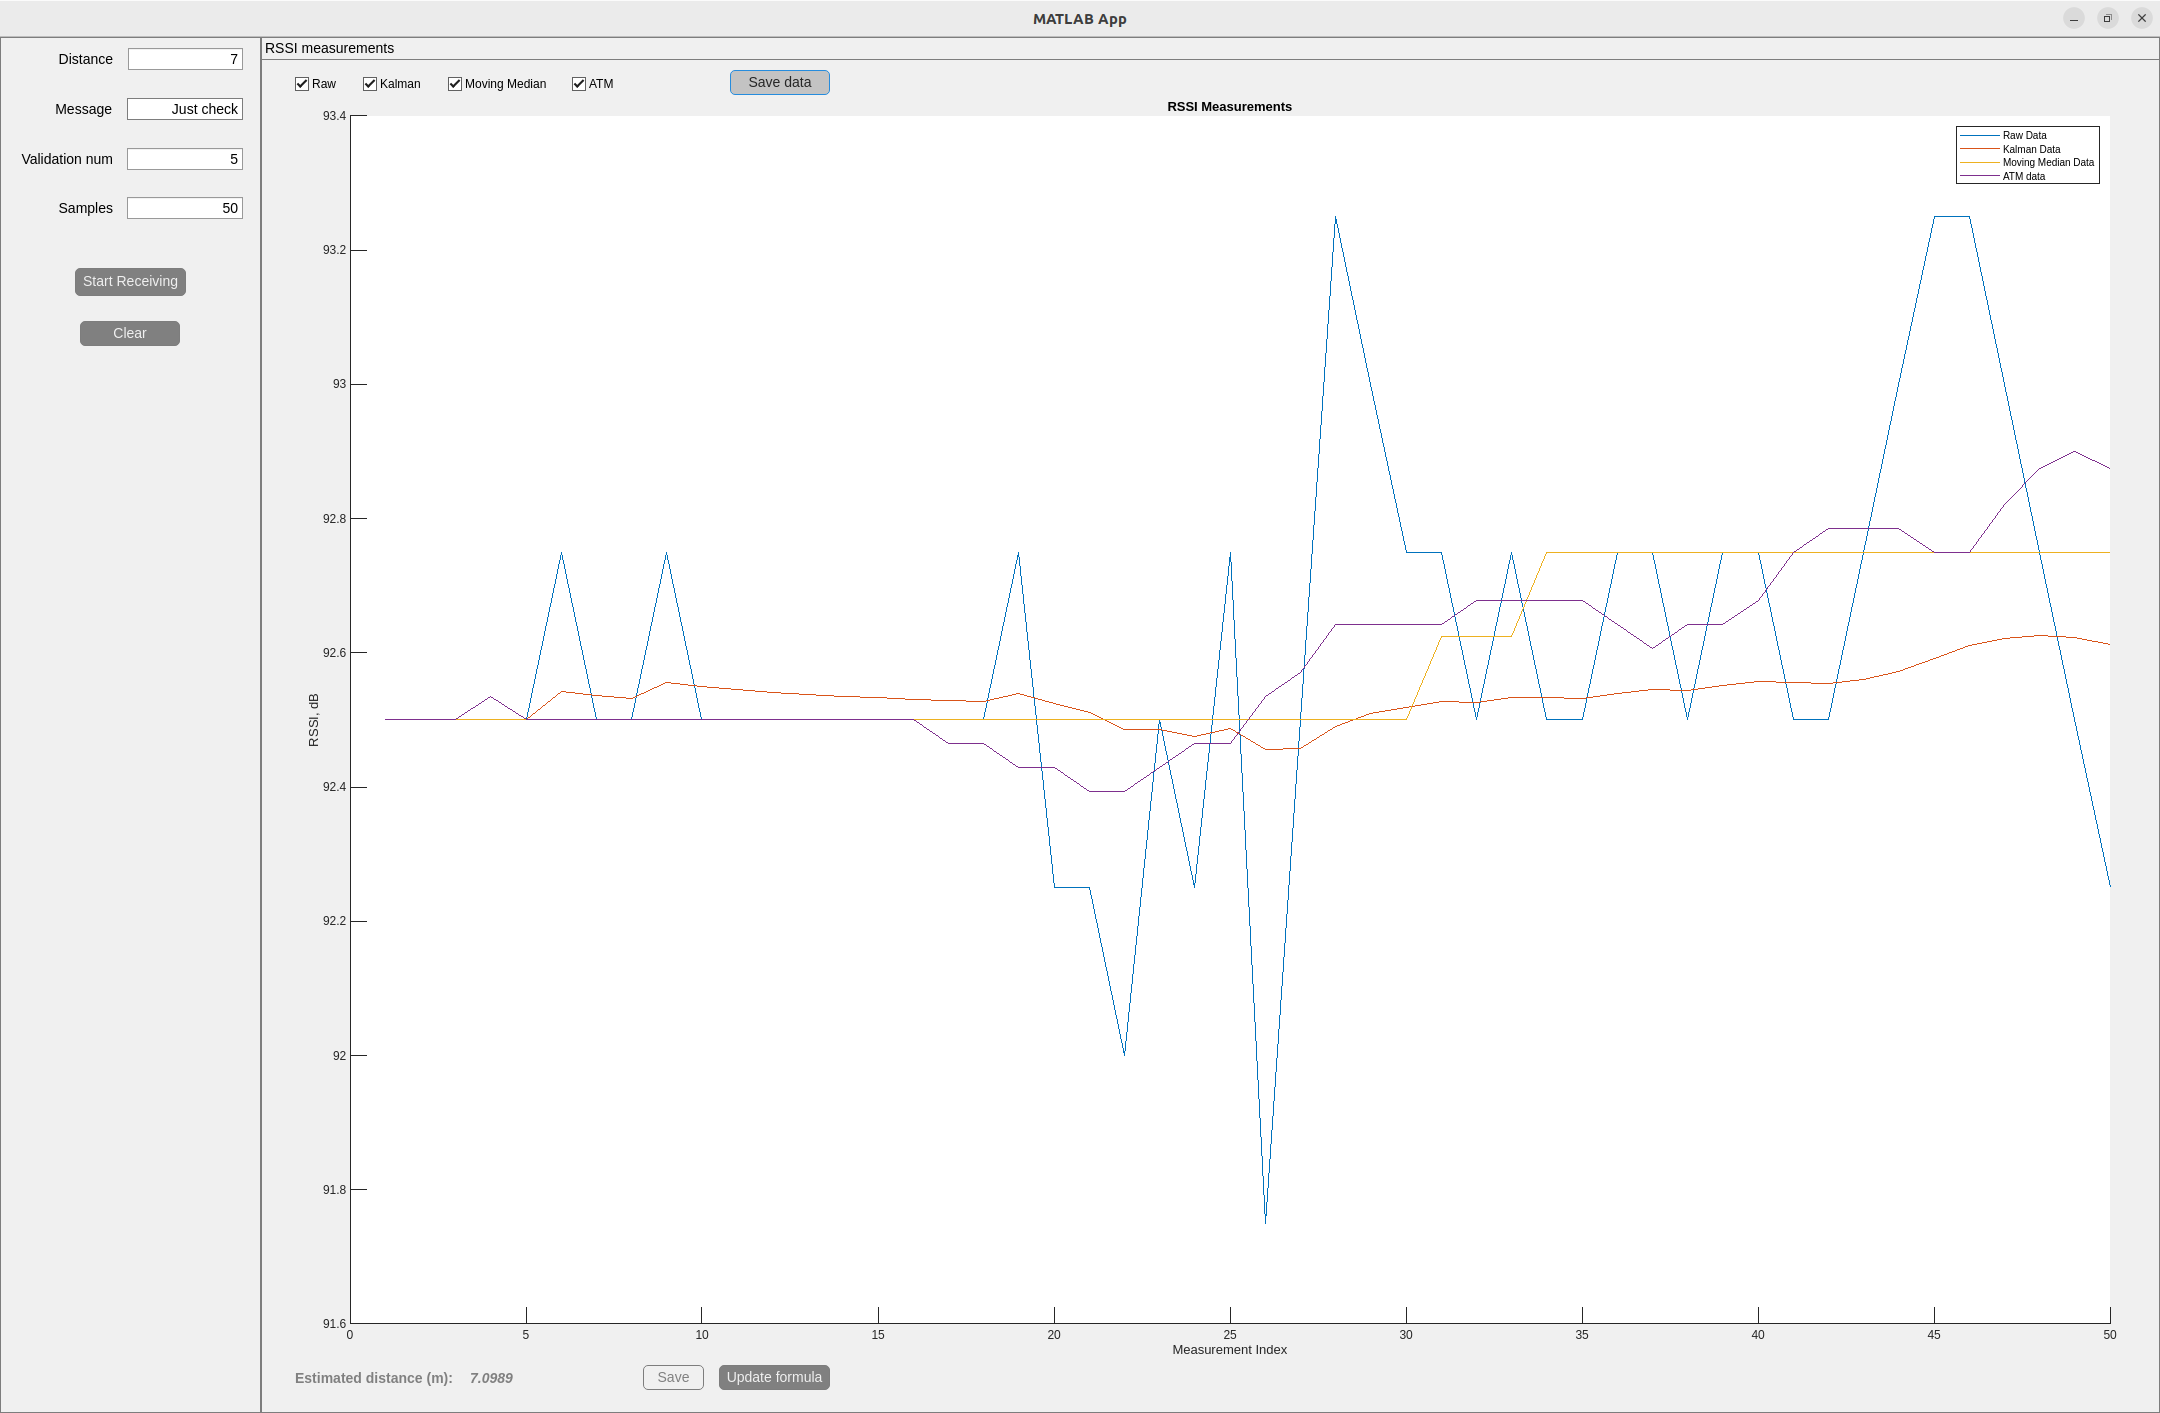 MATLAB App
Distance 7
Message Just check
Validation num 5
Samples 50
Start Receiving
Clear
RSSI measurements
Raw Kalman Moving Median ATM Save data
RSSI Measurements
Raw Data
Kalman Data
Moving Median Data
ATM data
93.4
93.2
93
92.8
92.6
92.4
92.2
92
91.8
91.6
RSSI, dB
0 5 10 15 20 25 30 35 40 45 50
Measurement Index
Estimated distance (m): 7.0989 Save Update formula